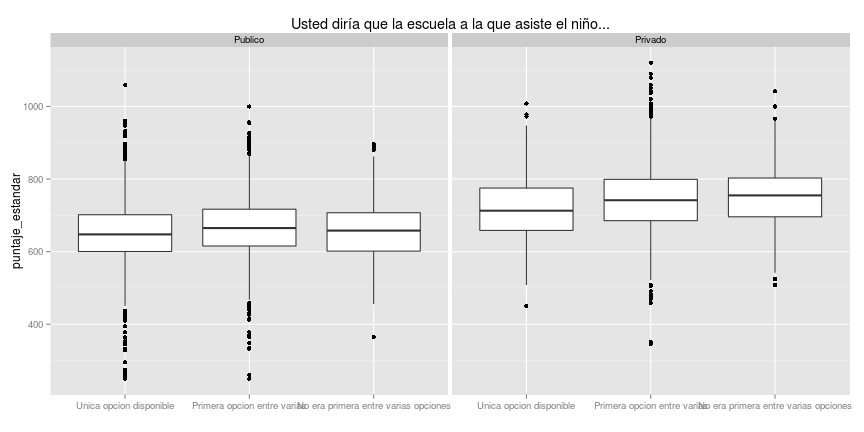 Usted diría que la escuela a la que asiste el niño...
Publico
Privado
puntaje_estandar
1000
800
600
400
Unica opcion disponible
Primera opcion entre varias
No era primera entre varias opciones
Unica opcion disponible
Primera opcion entre varias
No era primera entre varias opciones